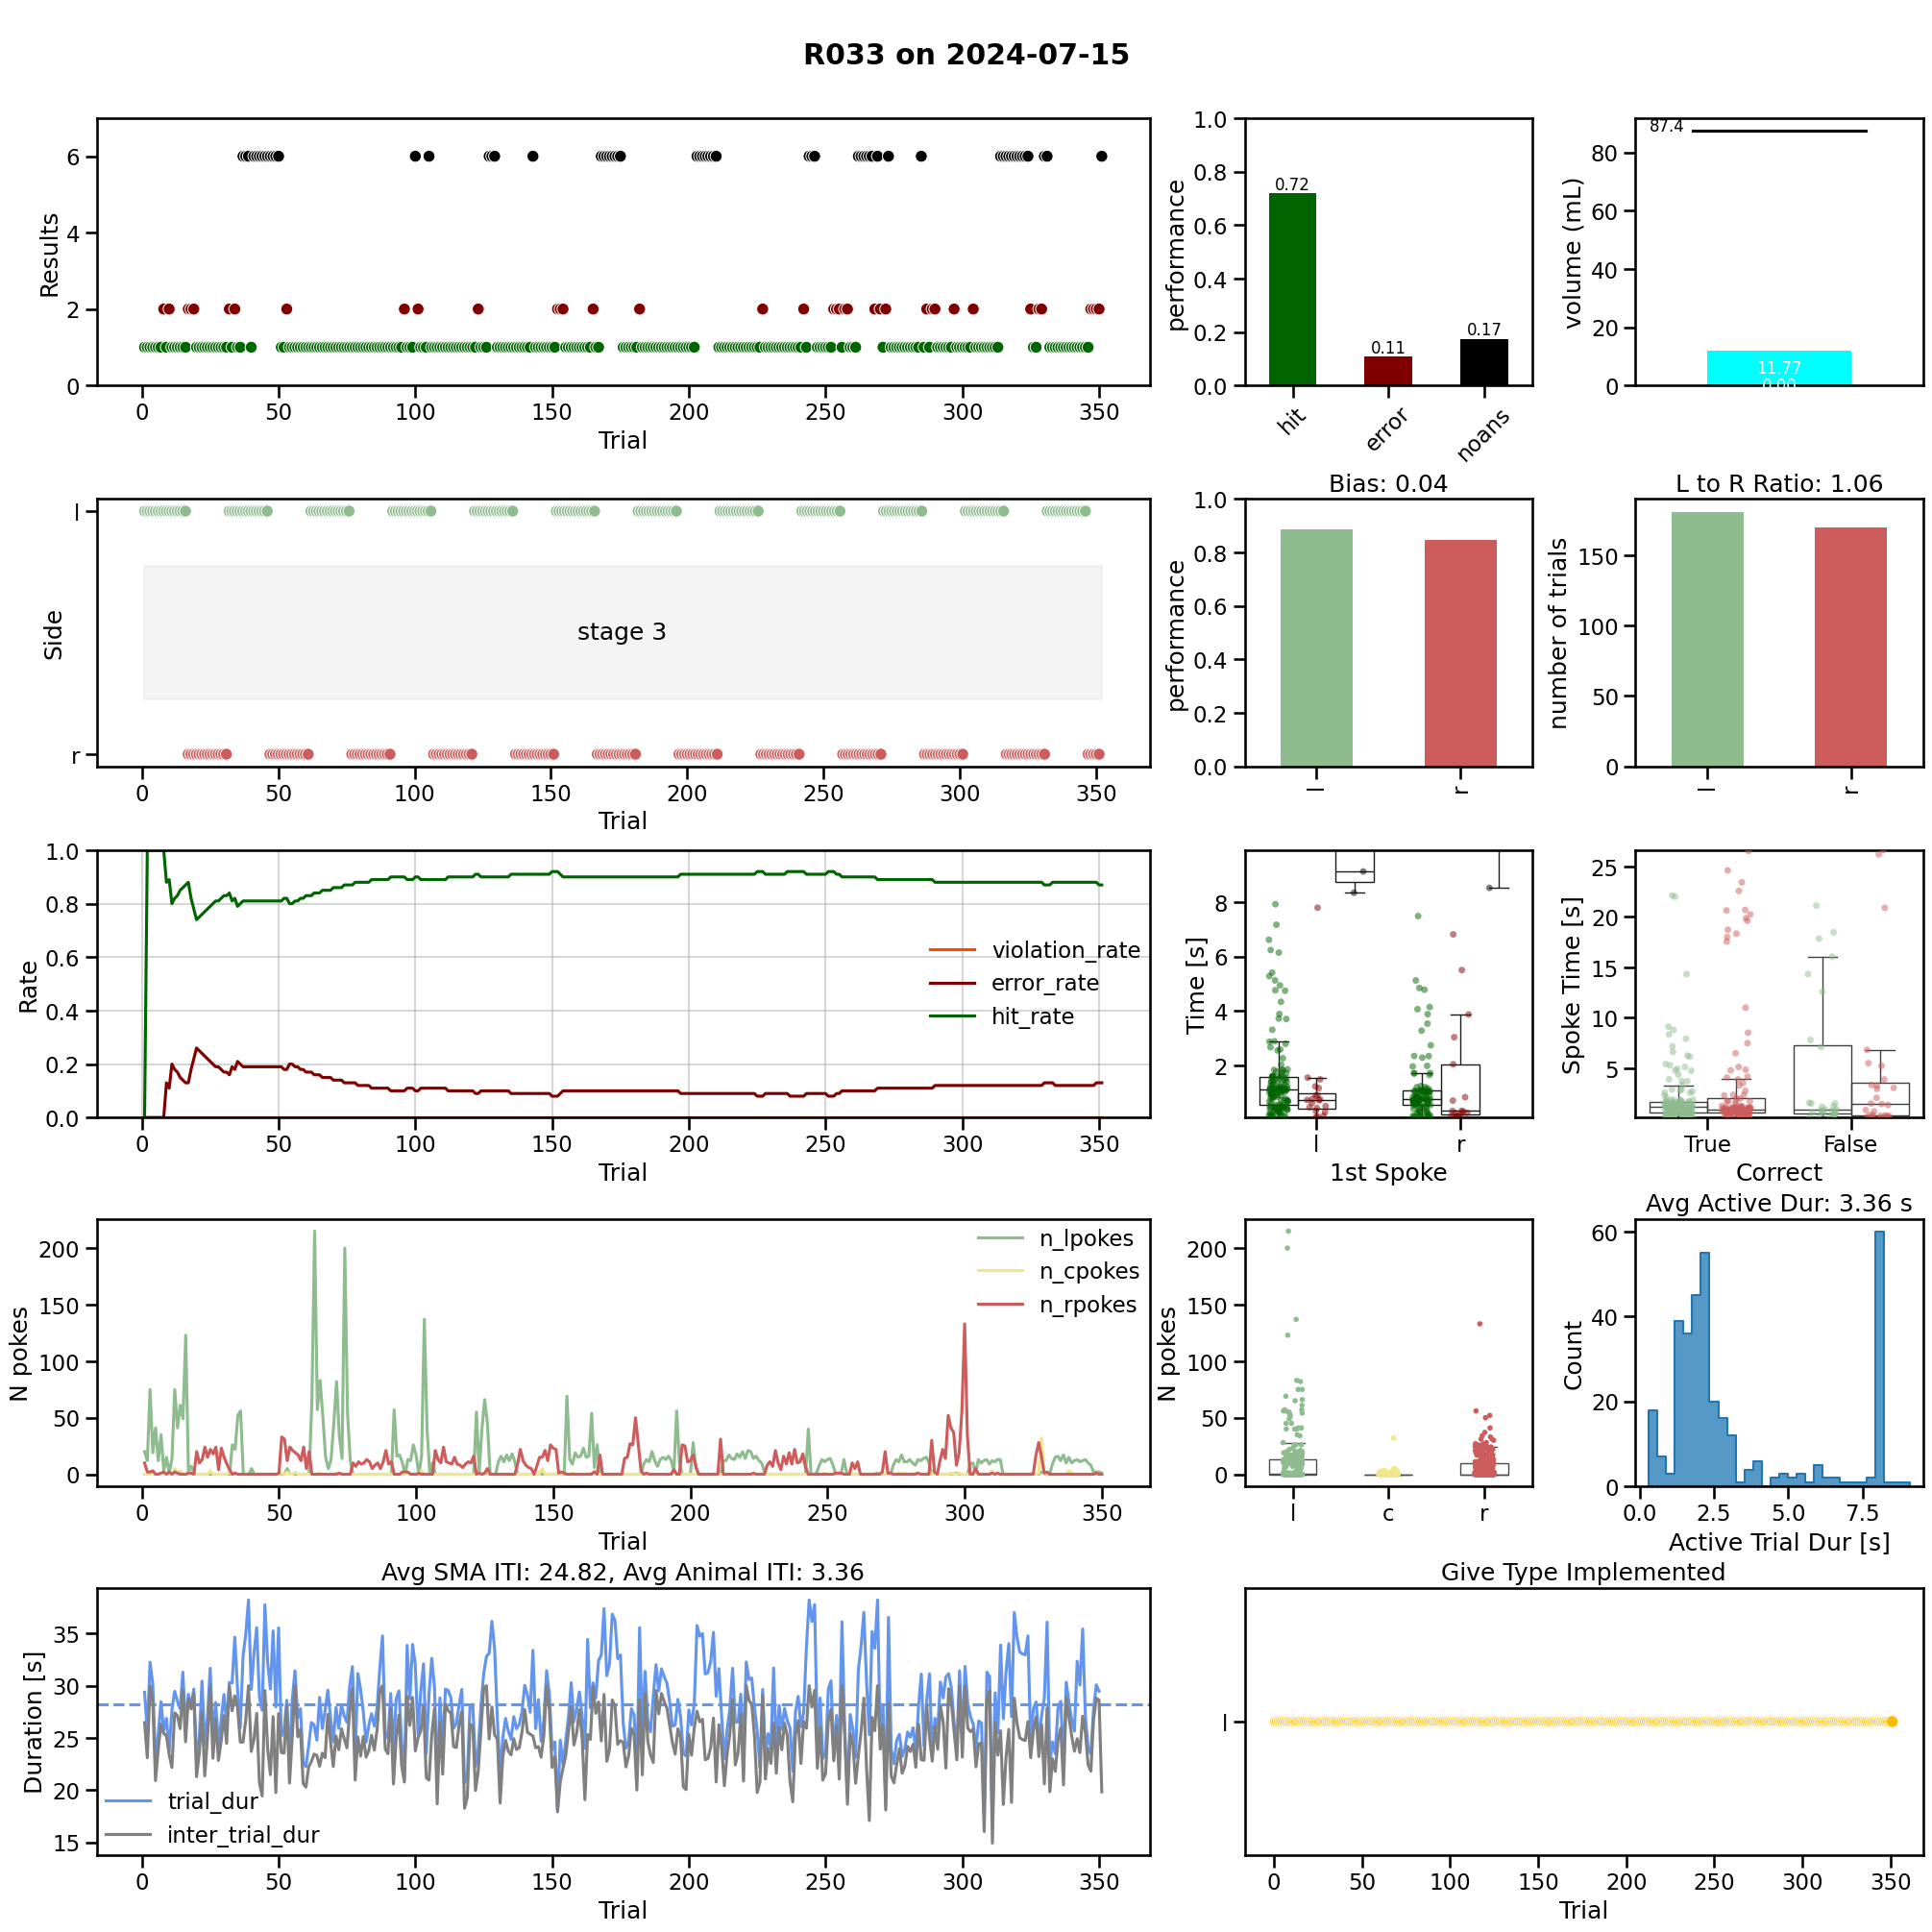 R033 on 2024-07-15
Results
6
4
2
0
0 50 100 150 200 250 300 350
Trial
performance
1.0
0.8
0.6
0.4
0.2
0.0
0.72
0.11
0.17
hit error noans
volume (mL)
80
60
40
20
0
87.4
11.77
0.00
Side
l
r
stage 3
0 50 100 150 200 250 300 350
Trial
Bias: 0.04
performance
1.0
0.8
0.6
0.4
0.2
0.0
l r
L to R Ratio: 1.06
number of trials
150
100
50
0
l r
Rate
1.0
0.8
0.6
0.4
0.2
0.0
violation_rate
error_rate
hit_rate
0 50 100 150 200 250 300 350
Trial
Time [s]
8
6
4
2
l r
1st Spoke
Spoke Time [s]
25
20
15
10
5
True False
Correct
N pokes
200
150
100
50
0
n_lpokes
n_cpokes
n_rpokes
0 50 100 150 200 250 300 350
Trial
N pokes
200
150
100
50
0
l c r
Avg Active Dur: 3.36 s
Count
60
40
20
0
0.0 2.5 5.0 7.5
Active Trial Dur [s]
Avg SMA ITI: 24.82, Avg Animal ITI: 3.36
Duration [s]
35
30
25
20
15
trial_dur
inter_trial_dur
0 50 100 150 200 250 300 350
Trial
Give Type Implemented
l
0 50 100 150 200 250 300 350
Trial